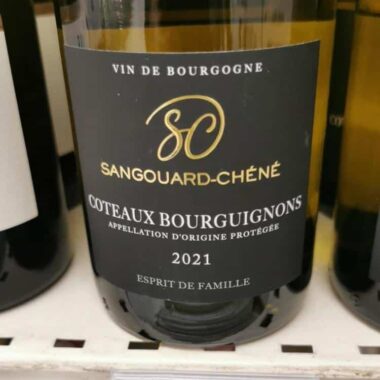 VIN DE BOURGOGNE
SC
SANGOUARD-CHÉNÉ
COTEAUX BOURGUIGNONS
APPELLATION D'ORIGINE PROTÉGÉE
2021
ESPRIT DE FAMILLE